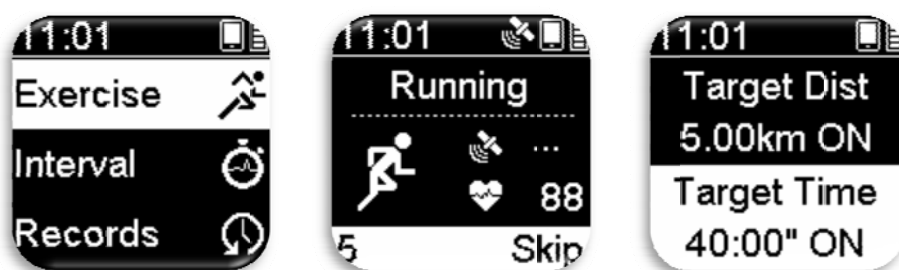 11:01
Exercise
Interval
Records
11:01
Running
...
88
5 Skip
11:01
Target Dist
5.00km ON
Target Time
40:00" ON